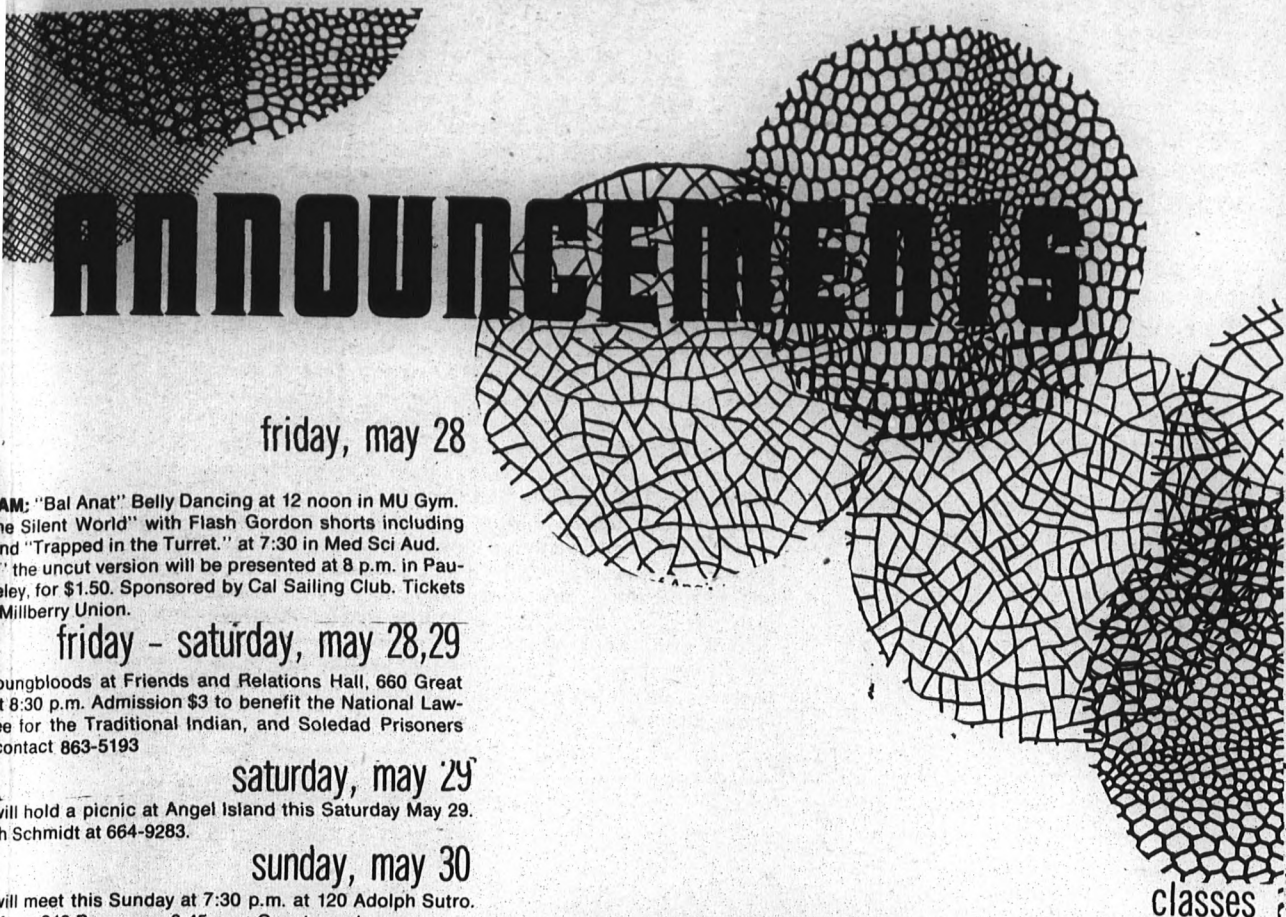 ANNOUNCEMENTS
friday, may 28
AM: "Bal Anat" Belly Dancing at 12 noon in MU Gym.
ne Silent World" with Flash Gordon shorts including
nd "Trapped in the Turret." at 7:30 in Med Sci Aud.
" the uncut version will be presented at 8 p.m. in Pau-
eley, for $1.50. Sponsored by Cal Sailing Club. Tickets
Millberry Union.
friday – saturday, may 28,29
oungbloods at Friends and Relations Hall, 660 Great
t 8:30 p.m. Admission $3 to benefit the National Law-
ee for the Traditional Indian, and Soledad Prisoners
contact 863-5193
saturday, may 29
vill hold a picnic at Angel Island this Saturday May 29.
h Schmidt at 664-9283.
sunday, may 30
vill meet this Sunday at 7:30 p.m. at 120 Adolph Sutro.
classes